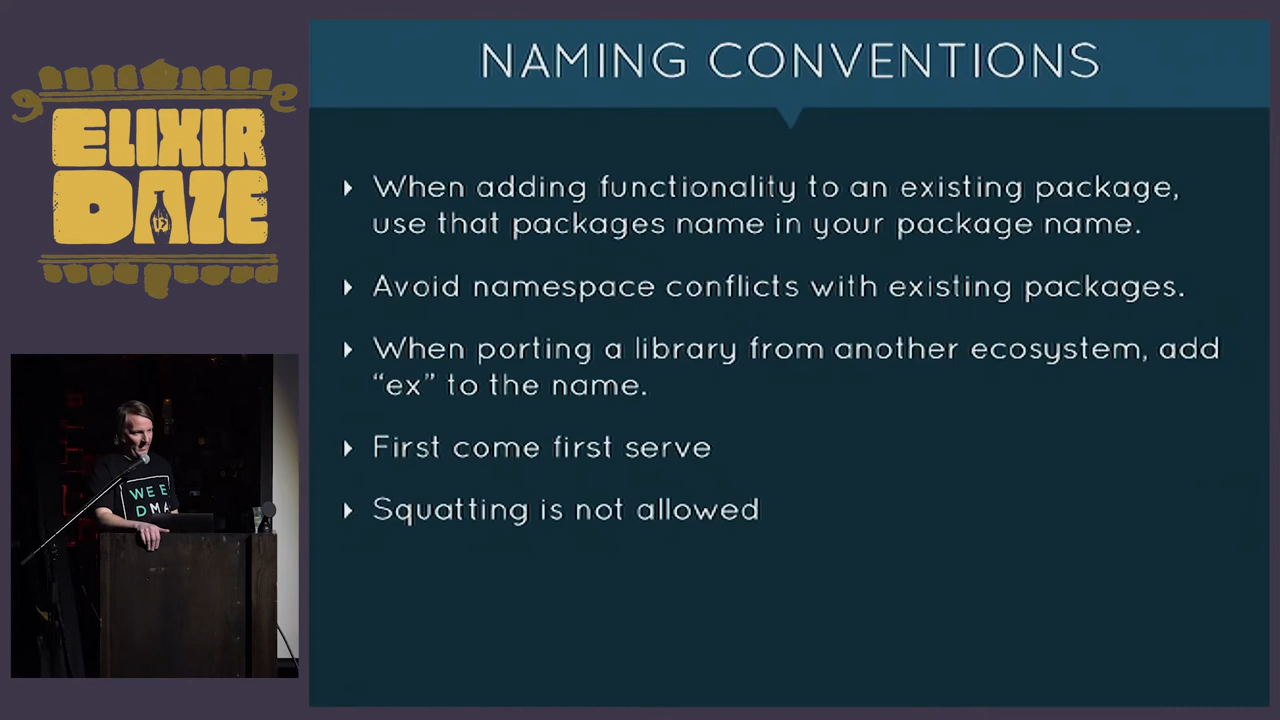 ELIXIR
DAZE
NAMING CONVENTIONS
When adding functionality to an existing package,
use that packages name in your package name.
Avoid namespace conflicts with existing packages.
When porting a library from another ecosystem, add
“ex” to the name.
First come first serve
Squatting is not allowed
WEE
DMA